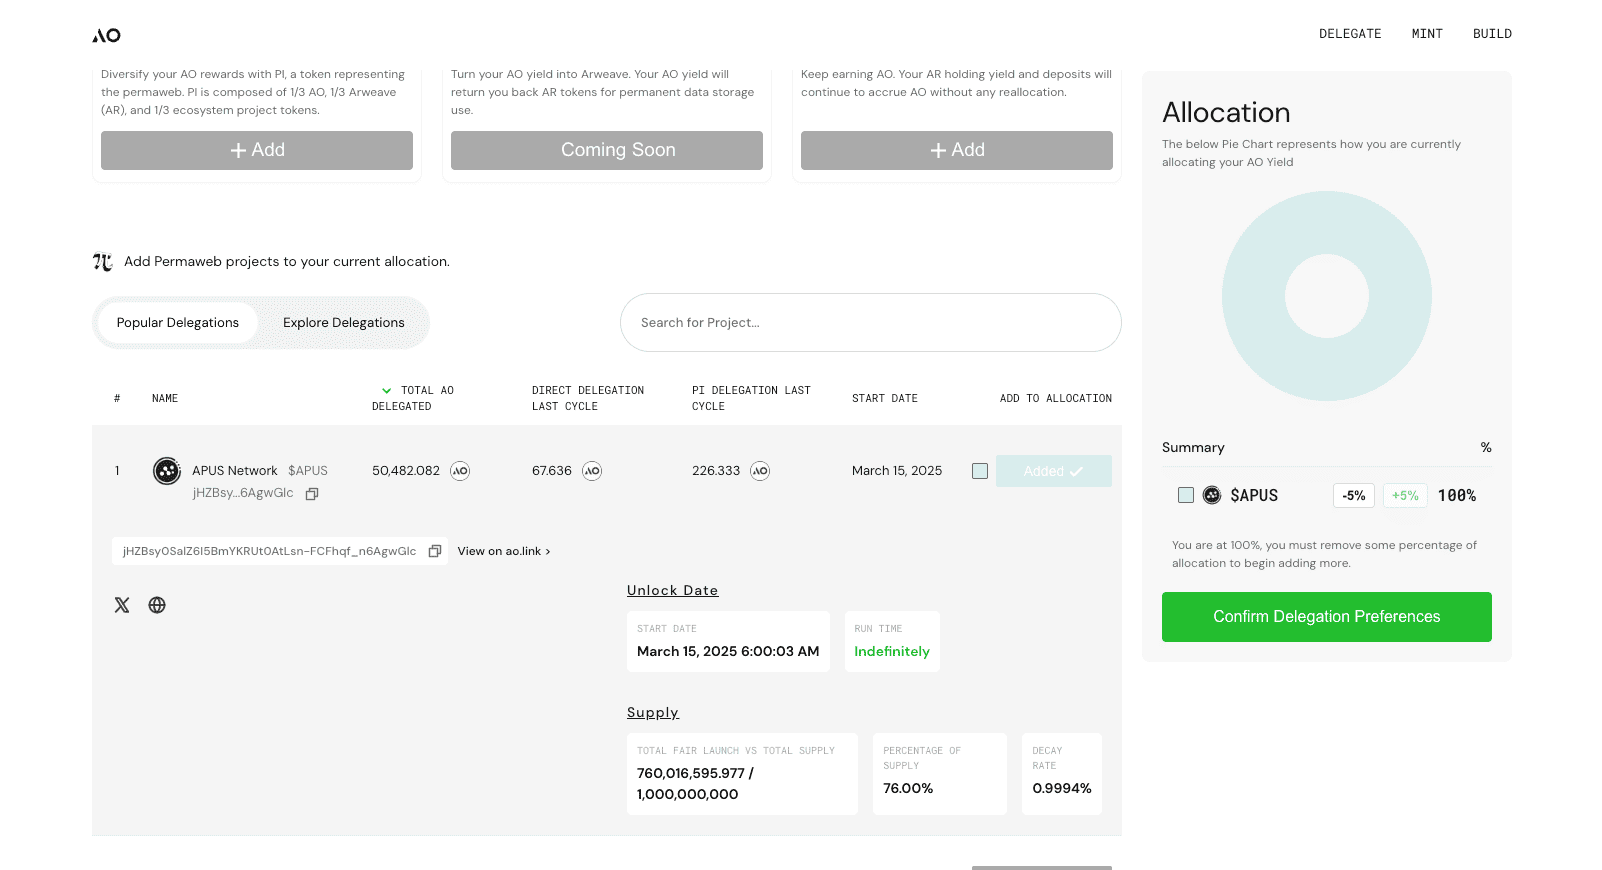 AO
DELEGATE MINT BUILD
Diversify your AO rewards with PI, a token representing
the permaweb. PI is composed of 1/3 AO, 1/3 Arweave
(AR), and 1/3 ecosystem project tokens.
+ Add
Turn your AO yield into Arweave. Your AO yield will
return you back AR tokens for permanent data storage
use.
Coming Soon
Keep earning AO. Your AR holding yield and deposits will
continue to accrue AO without any reallocation.
+ Add
Add Permaweb projects to your current allocation.
Popular Delegations Explore Delegations
Search for Project...
# NAME TOTAL AO DELEGATED DIRECT DELEGATION LAST CYCLE PI DELEGATION LAST CYCLE START DATE ADD TO ALLOCATION
1 APUS Network $APUS 50,482.082 AO 67.636 AO 226.333 AO March 15, 2025 Added
jHZBsy...6AgwGlc
jHZBsy0SalZ6I5BmYKRUt0AtLsn-FCFhqf_n6AgwGlc View on ao.link >
Unlock Date
START DATE
March 15, 2025 6:00:03 AM
RUN TIME
Indefinitely
Supply
TOTAL FAIR LAUNCH VS TOTAL SUPPLY
760,016,595.977 /
1,000,000,000
PERCENTAGE OF
SUPPLY
76.00%
DECAY
RATE
0.9994%
Allocation
The below Pie Chart represents how you are currently
allocating your AO Yield
Summary %
$APUS -5% +5% 100%
You are at 100%, you must remove some percentage of
allocation to begin adding more.
Confirm Delegation Preferences